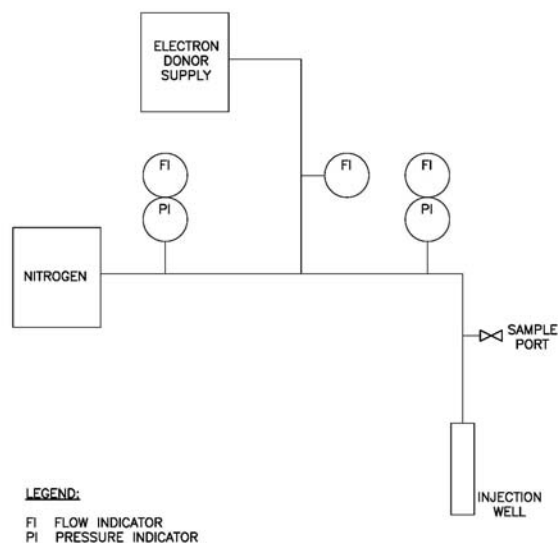 ELECTRON
DONOR
SUPPLY
FI
FI
FI
PI
PI
NITROGEN
SAMPLE
PORT
INJECTION
WELL
LEGEND:
FI FLOW INDICATOR
PI PRESSURE INDICATOR